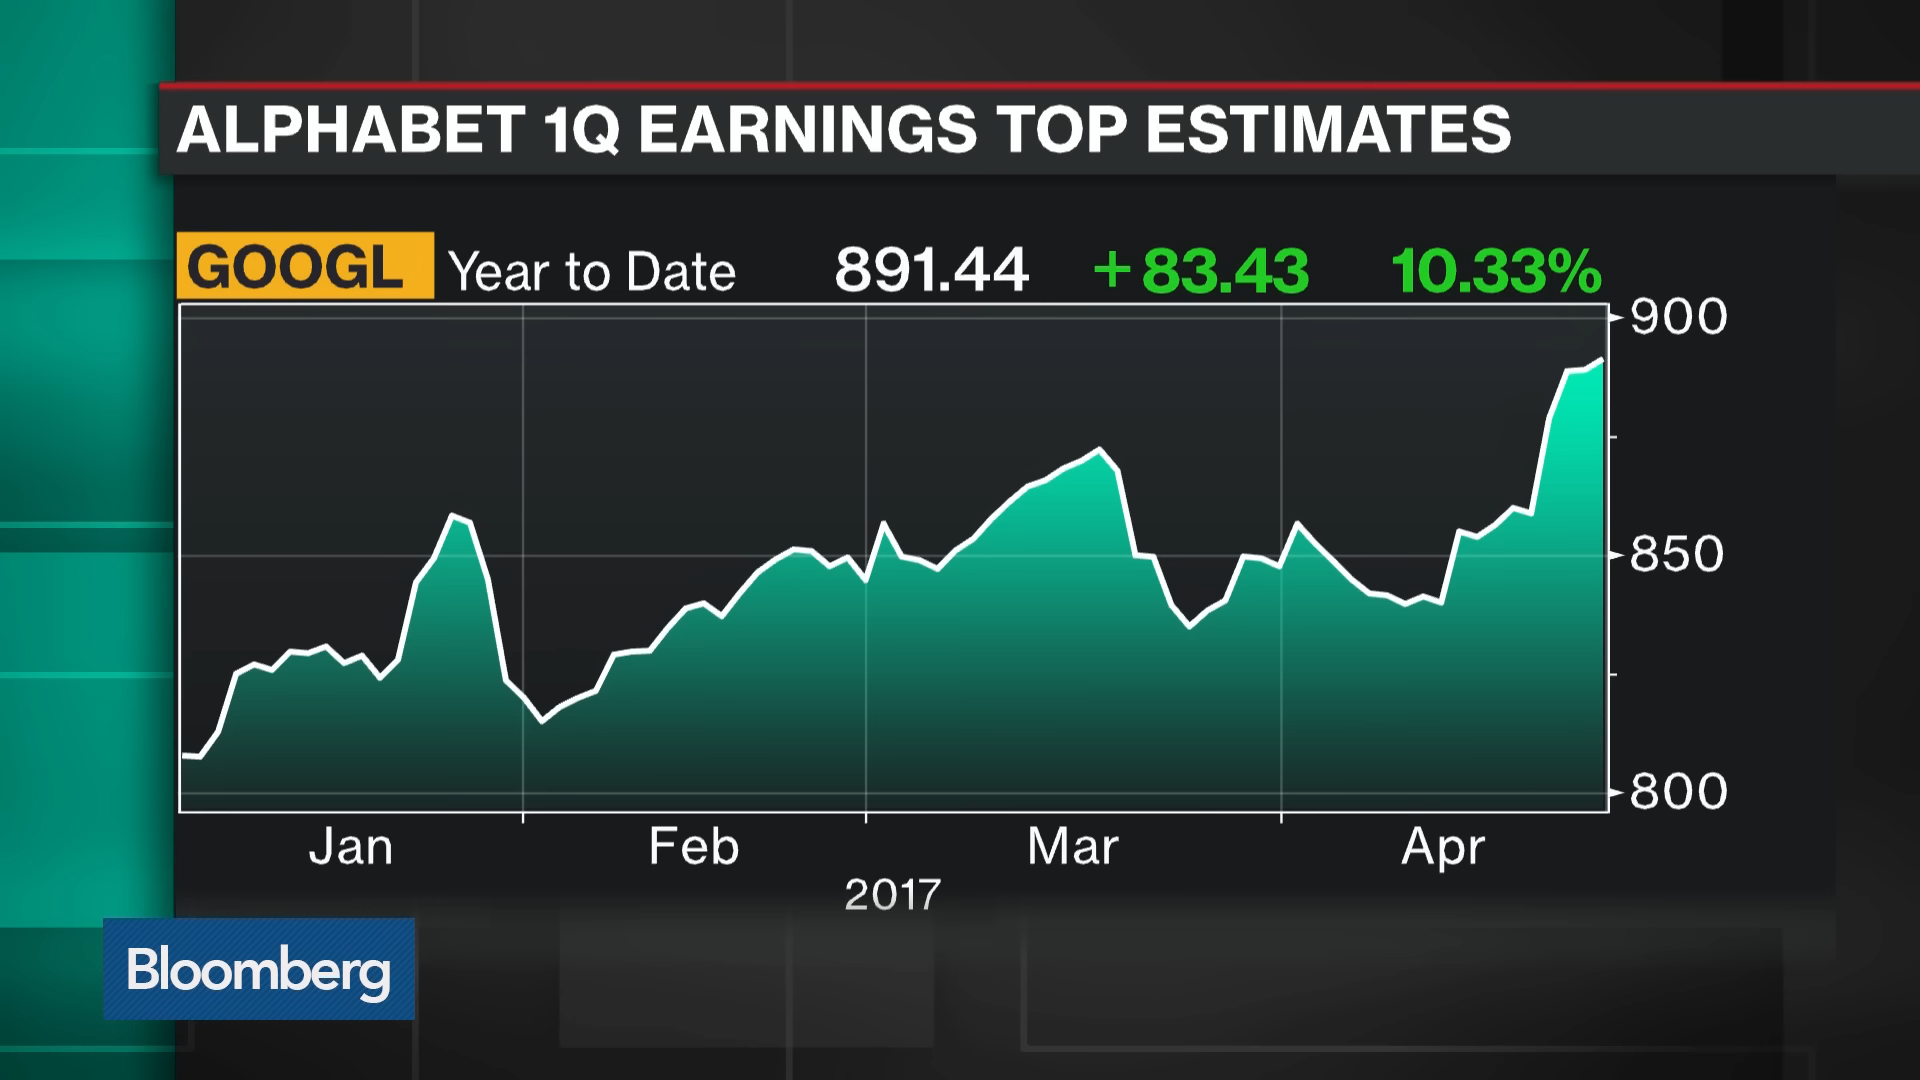 ALPHABET 1Q EARNINGS TOP ESTIMATES
GOOGL Year to Date 891.44 +83.43 10.33%
900
850
800
Jan Feb Mar Apr
2017
Bloomberg